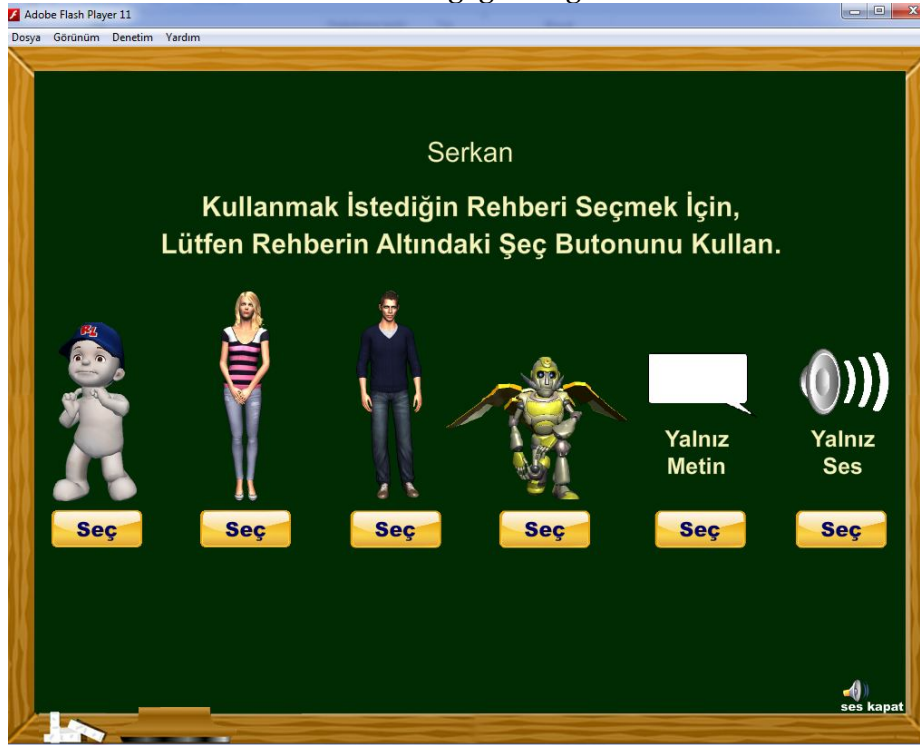 Adobe Flash Player 11
Dosya Görünüm Denetim Yardım
Serkan
Kullanmak İstediğin Rehberi Seçmek İçin,
Lütfen Rehberin Altındaki Şeç Butonunu Kullan.
RL
Yalnız
Metin
Yalnız
Ses
Seç Seç Seç Seç Seç Seç
ses kapat